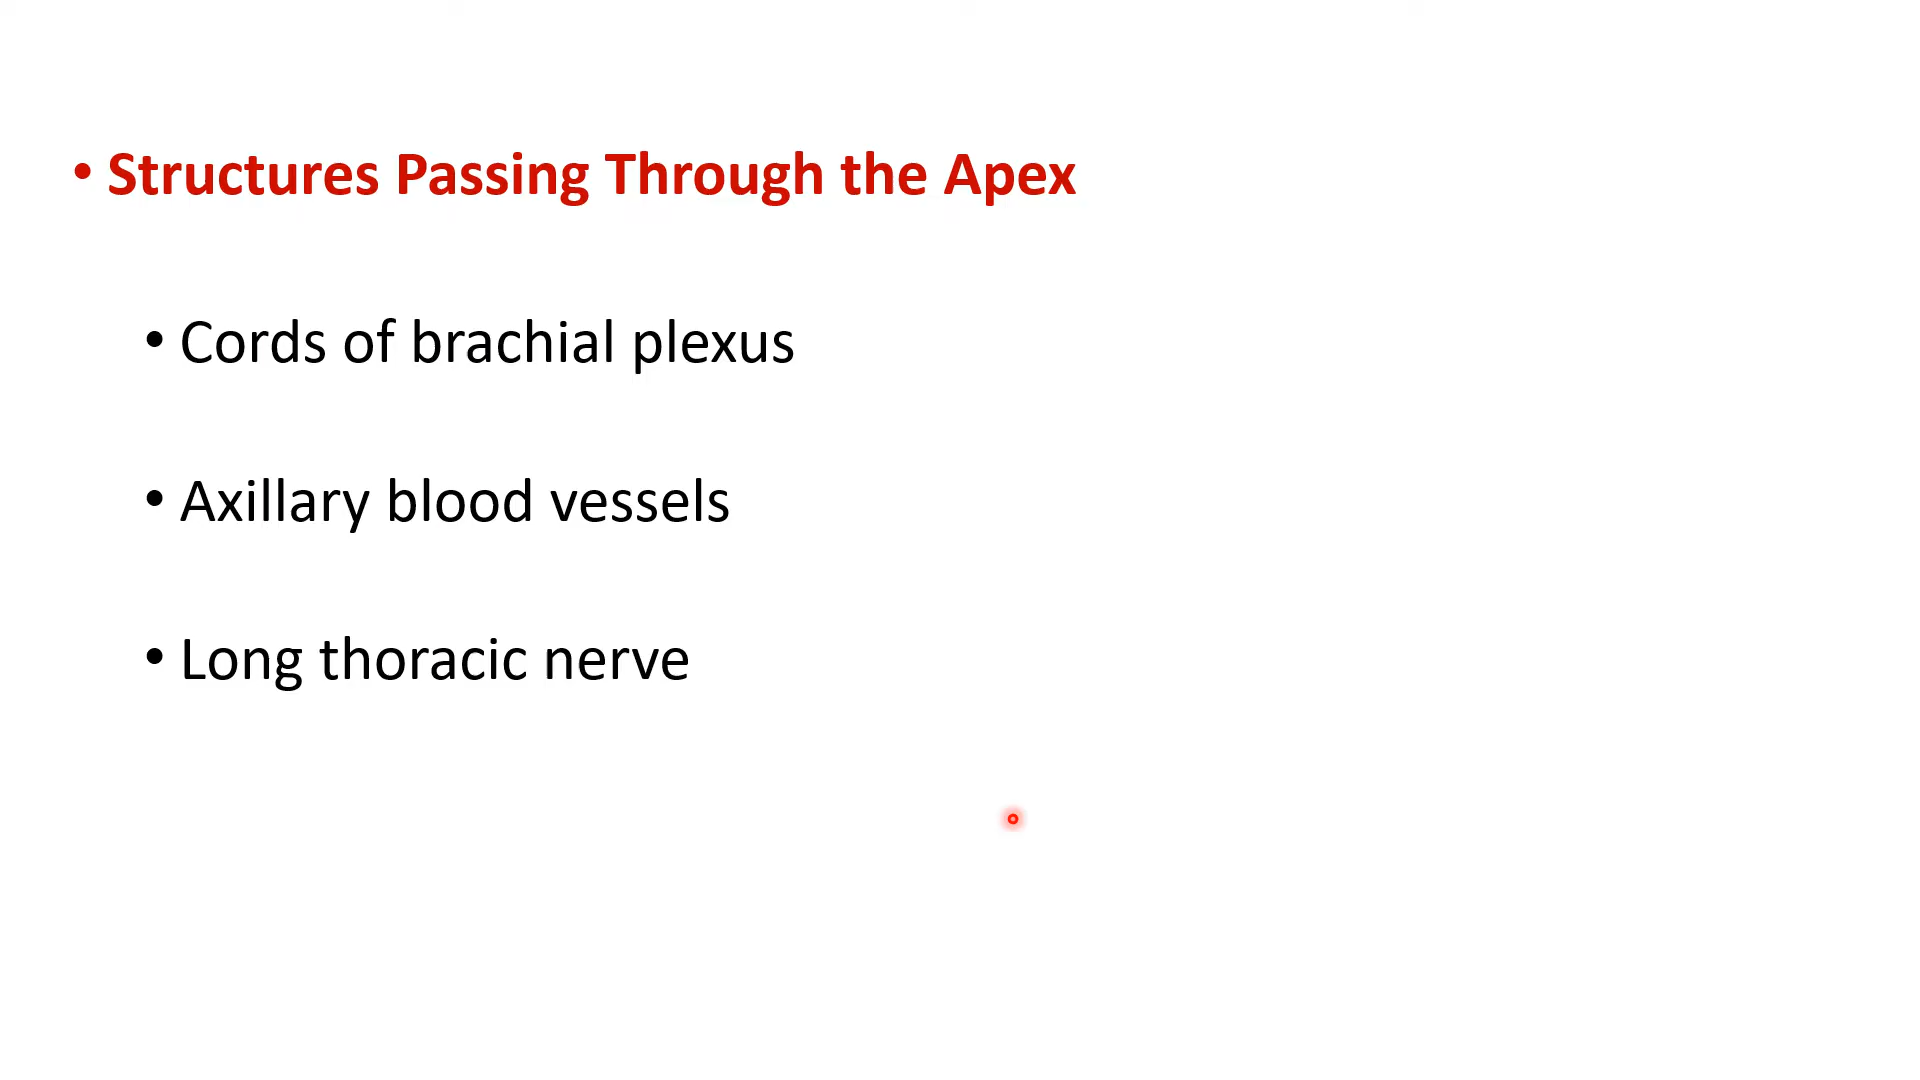 • Structures Passing Through the Apex
• Cords of brachial plexus
• Axillary blood vessels
• Long thoracic nerve